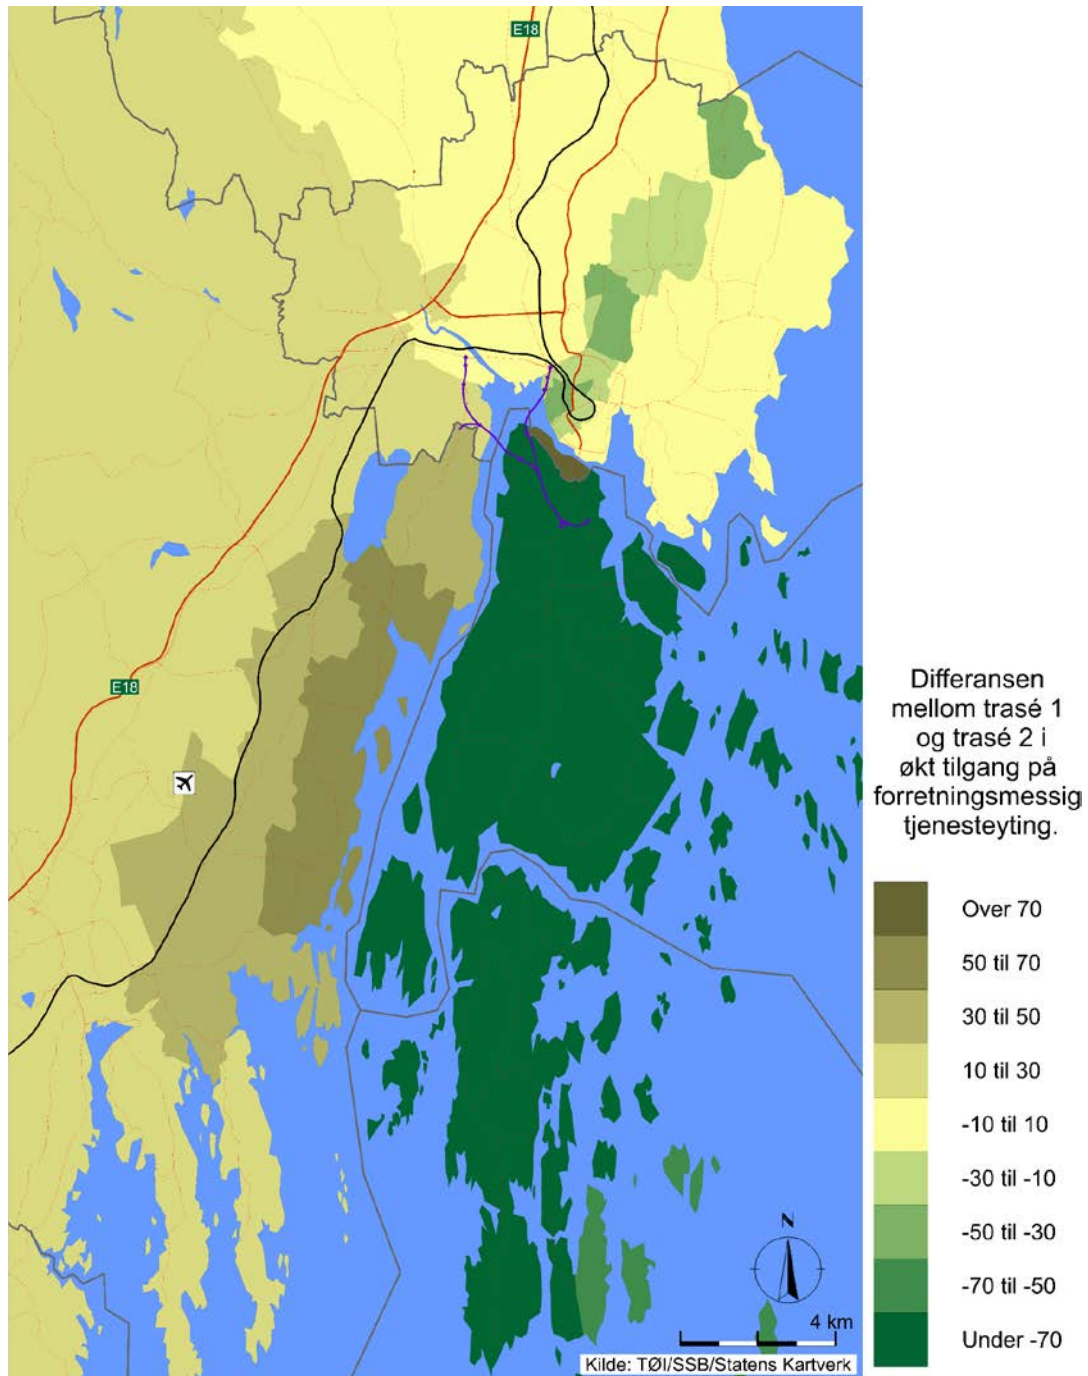 E18
E18
Differansen
mellom trasé 1
og trasé 2 i
økt tilgang på
forretningsmessig
tjenesteyting.
Over 70
50 til 70
30 til 50
10 til 30
-10 til 10
-30 til -10
-50 til -30
-70 til -50
Under -70
N
4 km
Kilde: TØI/SSB/Statens Kartverk